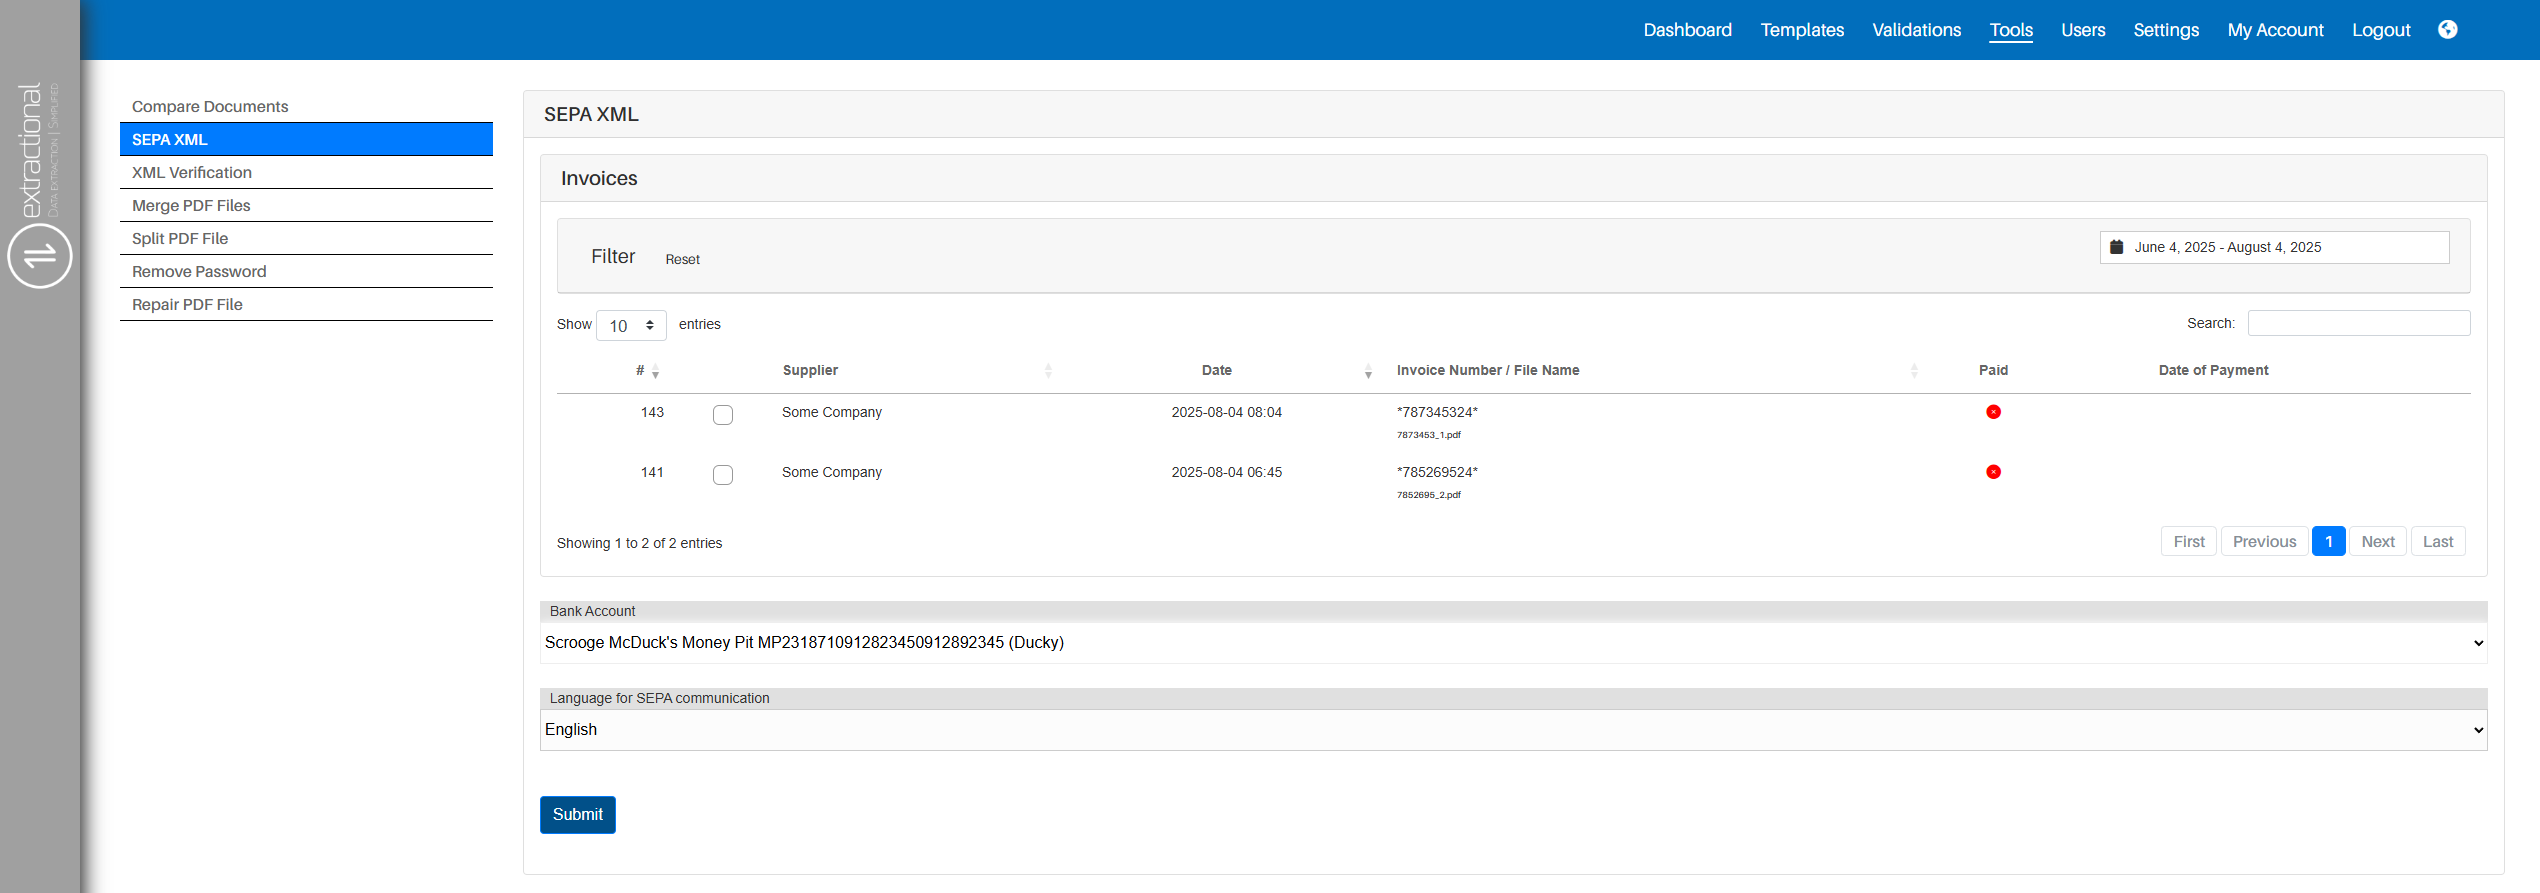 Dashboard Templates Validations Tools Users Settings My Account Logout
extractional
DATA EXTRACTION | SIMPLIFIED
Compare Documents
SEPA XML
XML Verification
Merge PDF Files
Split PDF File
Remove Password
Repair PDF File
SEPA XML
Invoices
Filter Reset June 4, 2025 - August 4, 2025
Show 10 entries Search:
# Supplier Date Invoice Number / File Name Paid Date of Payment
143 Some Company 2025-08-04 08:04 *787345324*
7873453_1.pdf
141 Some Company 2025-08-04 06:45 *785269524*
7852695_2.pdf
Showing 1 to 2 of 2 entries First Previous 1 Next Last
Bank Account
Scrooge McDuck's Money Pit MP2318710912823450912892345 (Ducky)
Language for SEPA communication
English
Submit